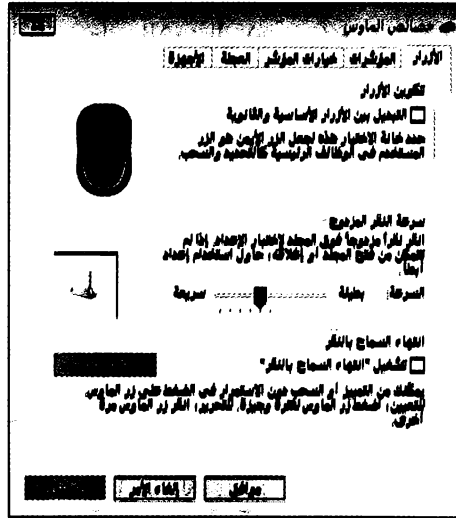 خصائص الماوس
الأزرار المؤشرات خيارات المؤشر العجلة الأجهزة
تكوين الأزرار
التبديل بين الأزرار الأساسية والثانوية
حدد خانة الاختيار هذه لجعل الزر الأيمن هو الزر
المستخدم في الوظائف الرئيسية كالتحديد والسحب.
سرعة النقر المزدوج
انقر نقراً مزدوجاً فوق المجلد لاختبار الإعداد. إذا لم
تتمكن من فتح المجلد أو إغلاقه، حاول استخدام إعداد
أبطأ.
السرعة: بطيئة سريعة
انتهاء السماح بالنقر
تشغيل "انتهاء السماح بالنقر"
يمكنك من التمييز أو السحب دون الاستمرار في الضغط على زر الماوس.
للتعيين، اضغط زر الماوس لفترة وجيزة. للتحرير، انقر زر الماوس مرة
أخرى.
موافق إلغاء الأمر